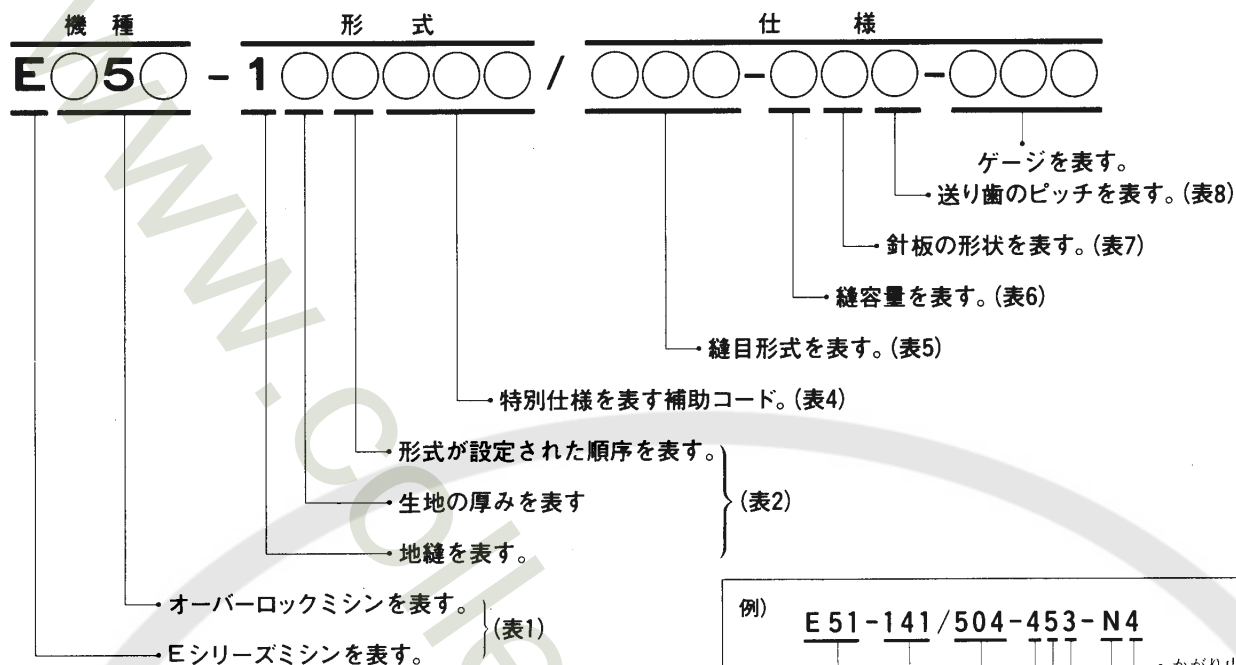 機種 形式 仕様
E○5○-1○○○○○/○○○-○○○-○○○
ゲージを表す。
送り歯のピッチを表す。(表8)
針板の形状を表す。(表7)
縫容量を表す。(表6)
縫目形式を表す。(表5)
特別仕様を表す補助コード。(表4)
形式が設定された順序を表す。
生地の厚みを表す
(表2)
地縫を表す。
オーバーロックミシンを表す。
(表1)
Eシリーズミシンを表す。
例)
E51-141/504-453-N4
www.colle